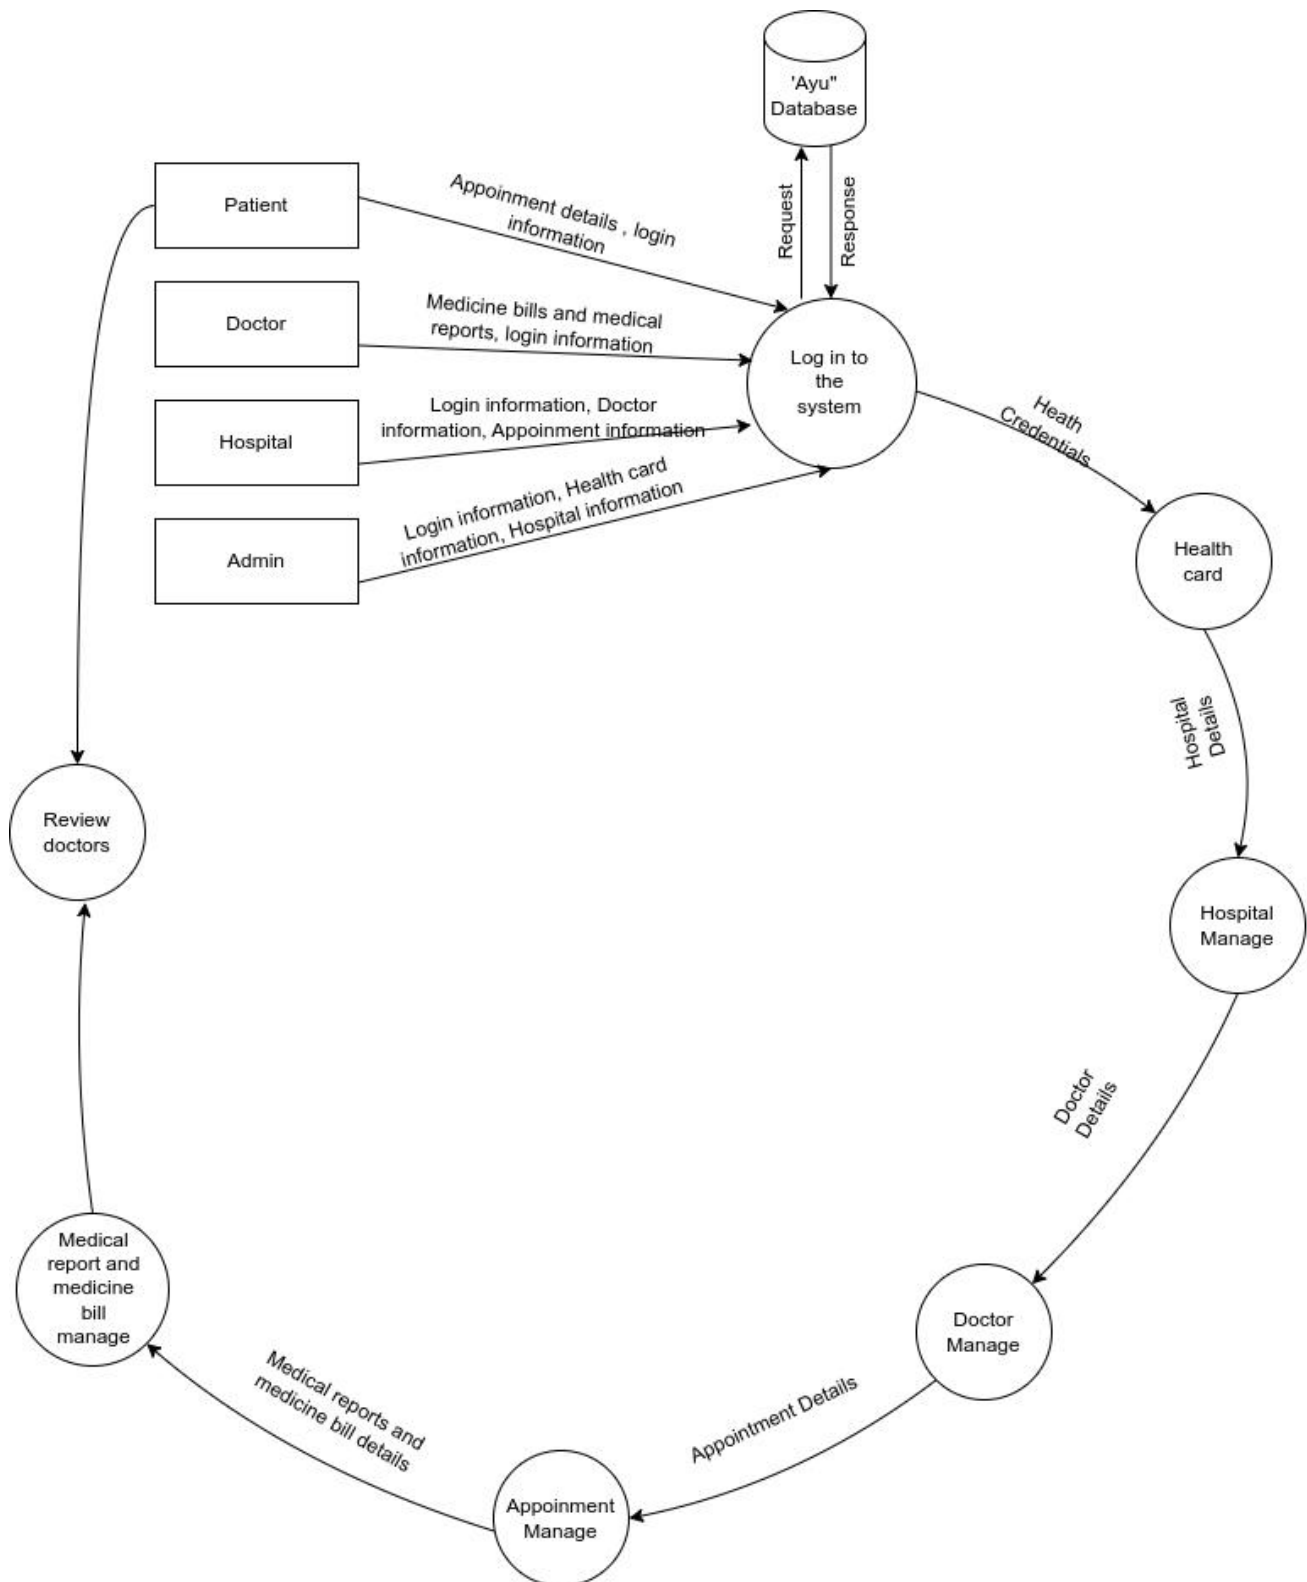 'Ayu"
Database
Request
Response
Patient
Appoinment details , login
information
Doctor
Medicine bills and medical
reports, login information
Log in to
the
system
Hospital
Login information, Doctor
information, Appoinment information
Admin
Login information, Health card
information, Hospital information
Heath
Credentials
Health
card
Hospital
Details
Review
doctors
Hospital
Manage
Doctor
Details
Medical
report and
medicine
bill
manage
Doctor
Manage
Medical reports and
medicine bill details
Appointment Details
Appoinment
Manage